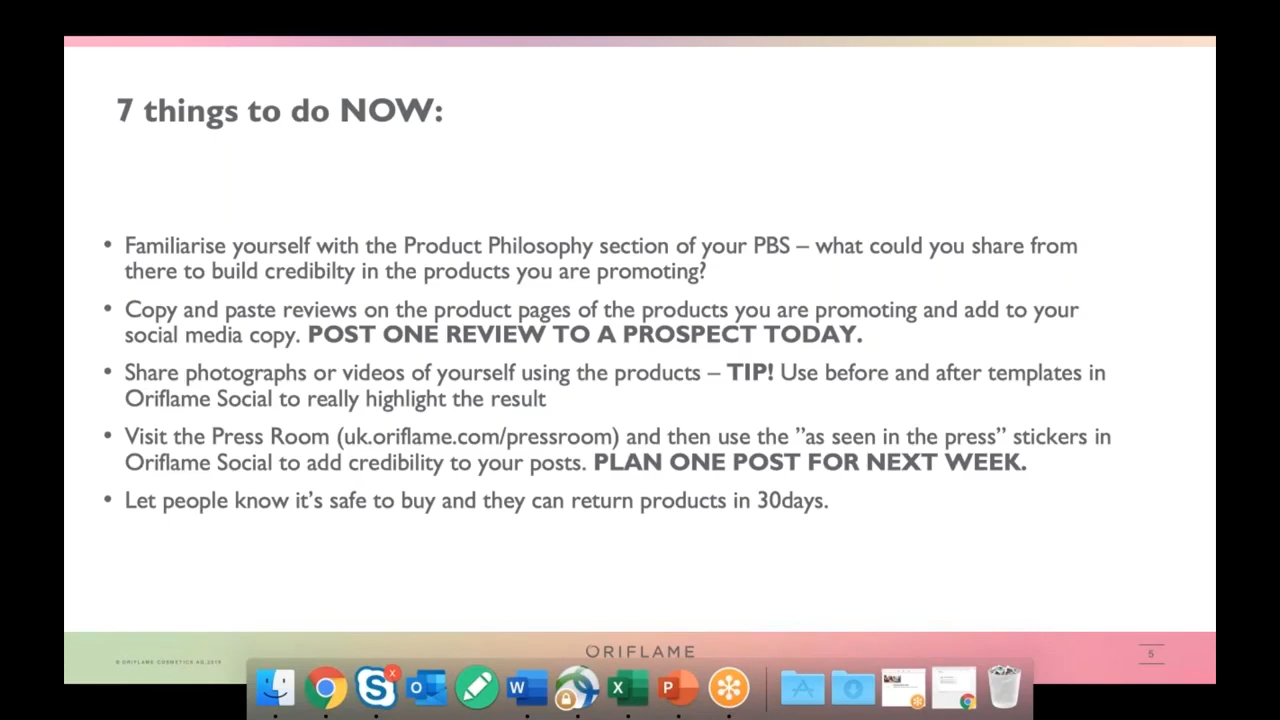 7 things to do NOW:
• Familiarise yourself with the Product Philosophy section of your PBS – what could you share from
there to build credibilty in the products you are promoting?
• Copy and paste reviews on the product pages of the products you are promoting and add to your
social media copy. POST ONE REVIEW TO A PROSPECT TODAY.
• Share photographs or videos of yourself using the products – TIP! Use before and after templates in
Oriflame Social to really highlight the result
• Visit the Press Room (uk.oriflame.com/pressroom) and then use the ”as seen in the press” stickers in
Oriflame Social to add credibility to your posts. PLAN ONE POST FOR NEXT WEEK.
• Let people know it’s safe to buy and they can return products in 30days.
© ORIFLAME COSMETICS AG, 2019
ORIFLAME
5
S
X
O
W
X
P